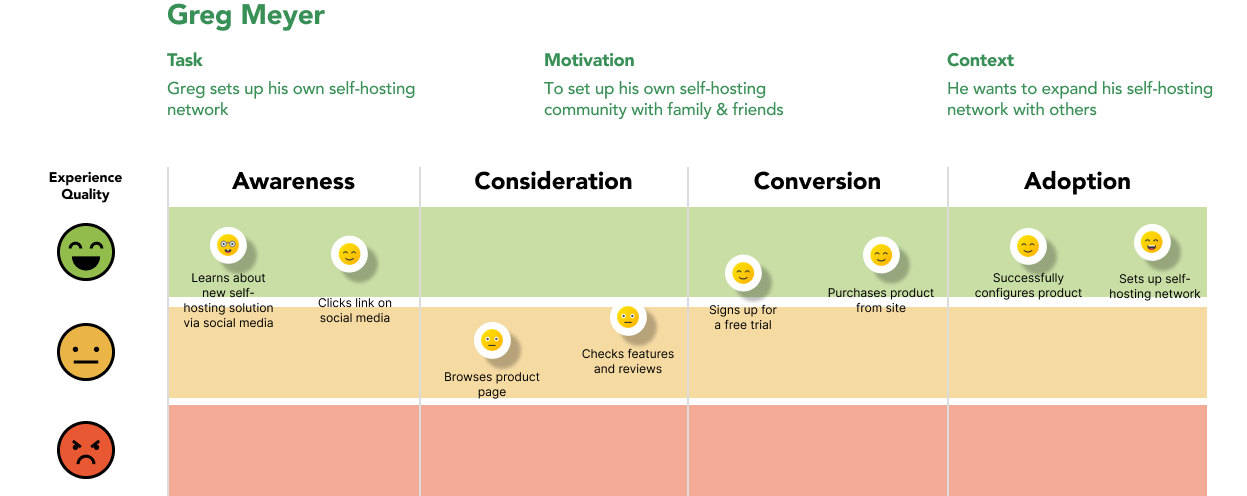 Greg Meyer
Task
Greg sets up his own self-hosting
network
Motivation
To set up his own self-hosting
community with family & friends
Context
He wants to expand his self-hosting
network with others
Experience
Quality
Awareness
Consideration
Conversion
Adoption
Learns about
new self-
hosting solution
via social media
Clicks link on
social media
Browses product
page
Checks features
and reviews
Signs up for
a free trial
Purchases product
from site
Successfully
configures product
Sets up self-
hosting network